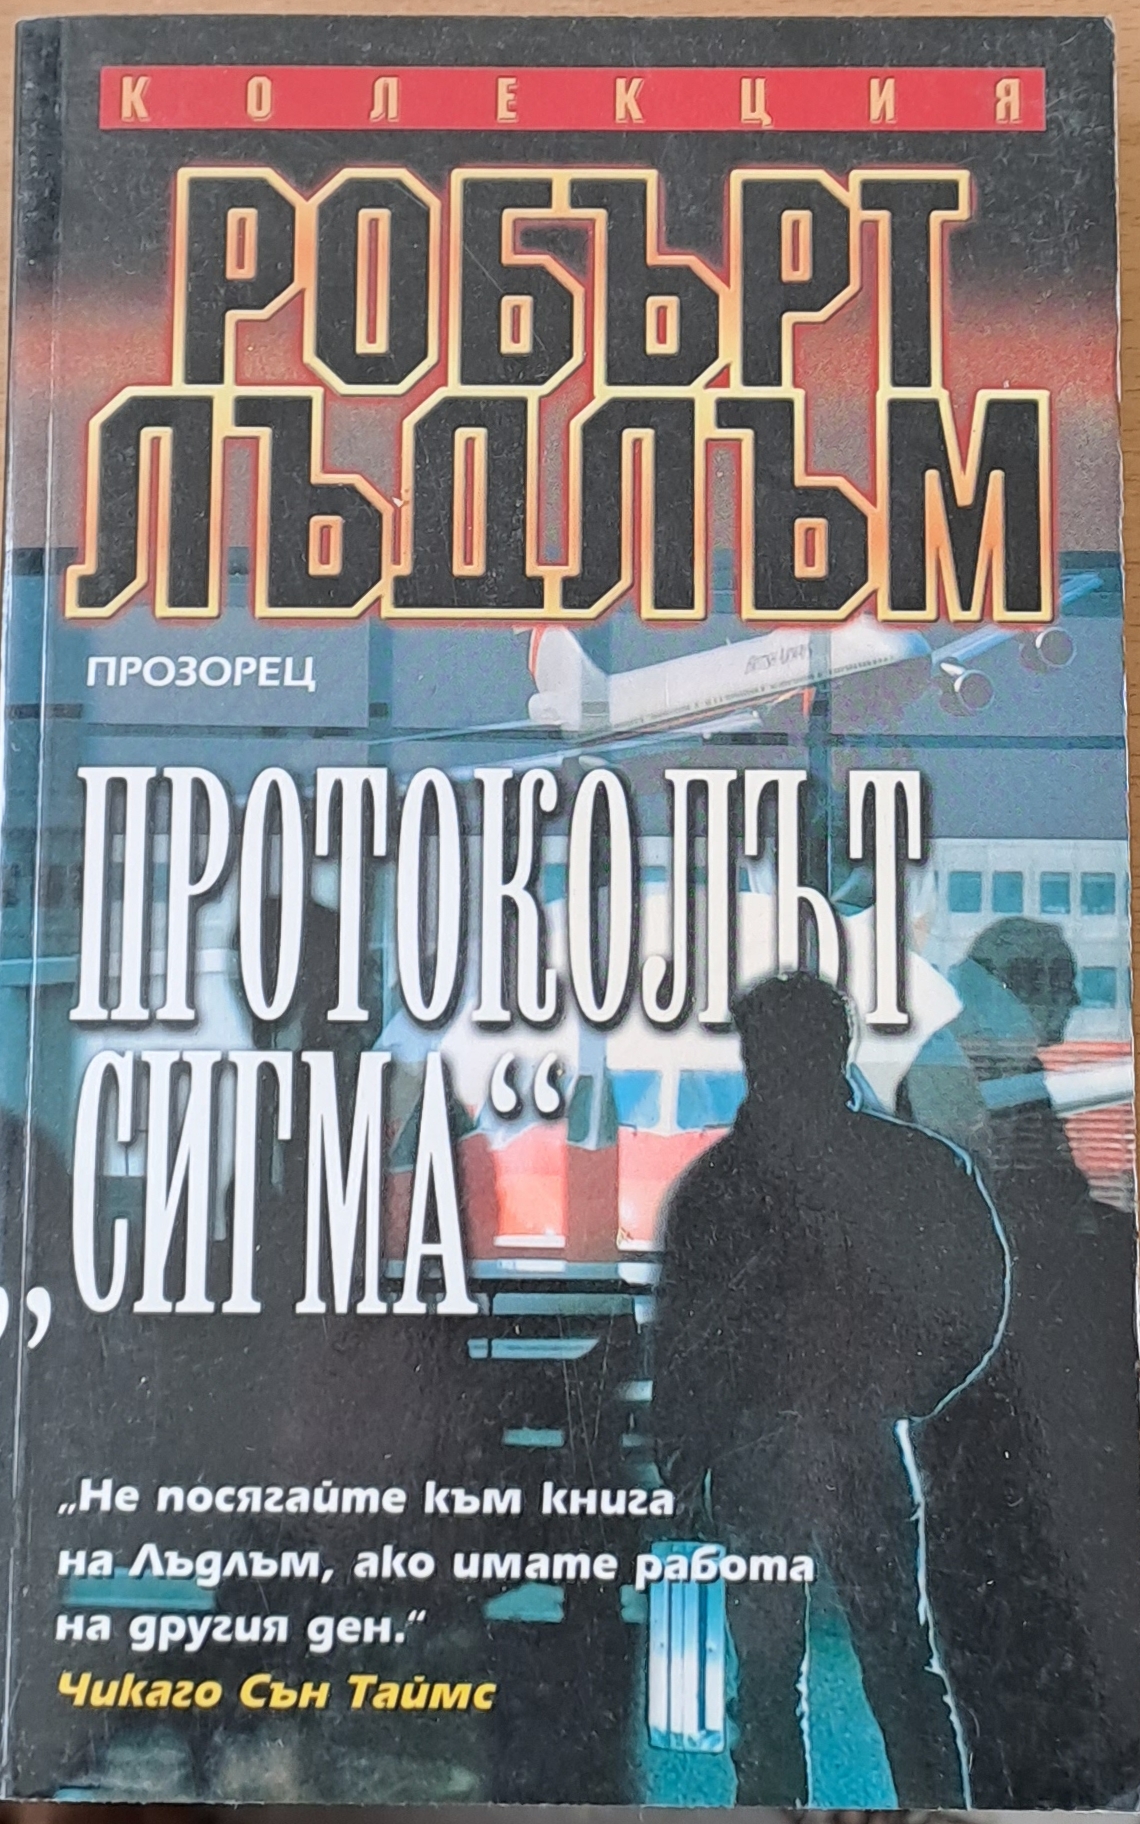 КОЛЕКЦИЯ
РОБЪРТ
ЛЪДЛЪМ
ПРОЗОРЕЦ
ПРОТОКОЛЪТ
„СИГМА“
„Не посягайте към книга
на Лъдлъм, ако имате работа
на другия ден.“
Чикаго Сън Таймс